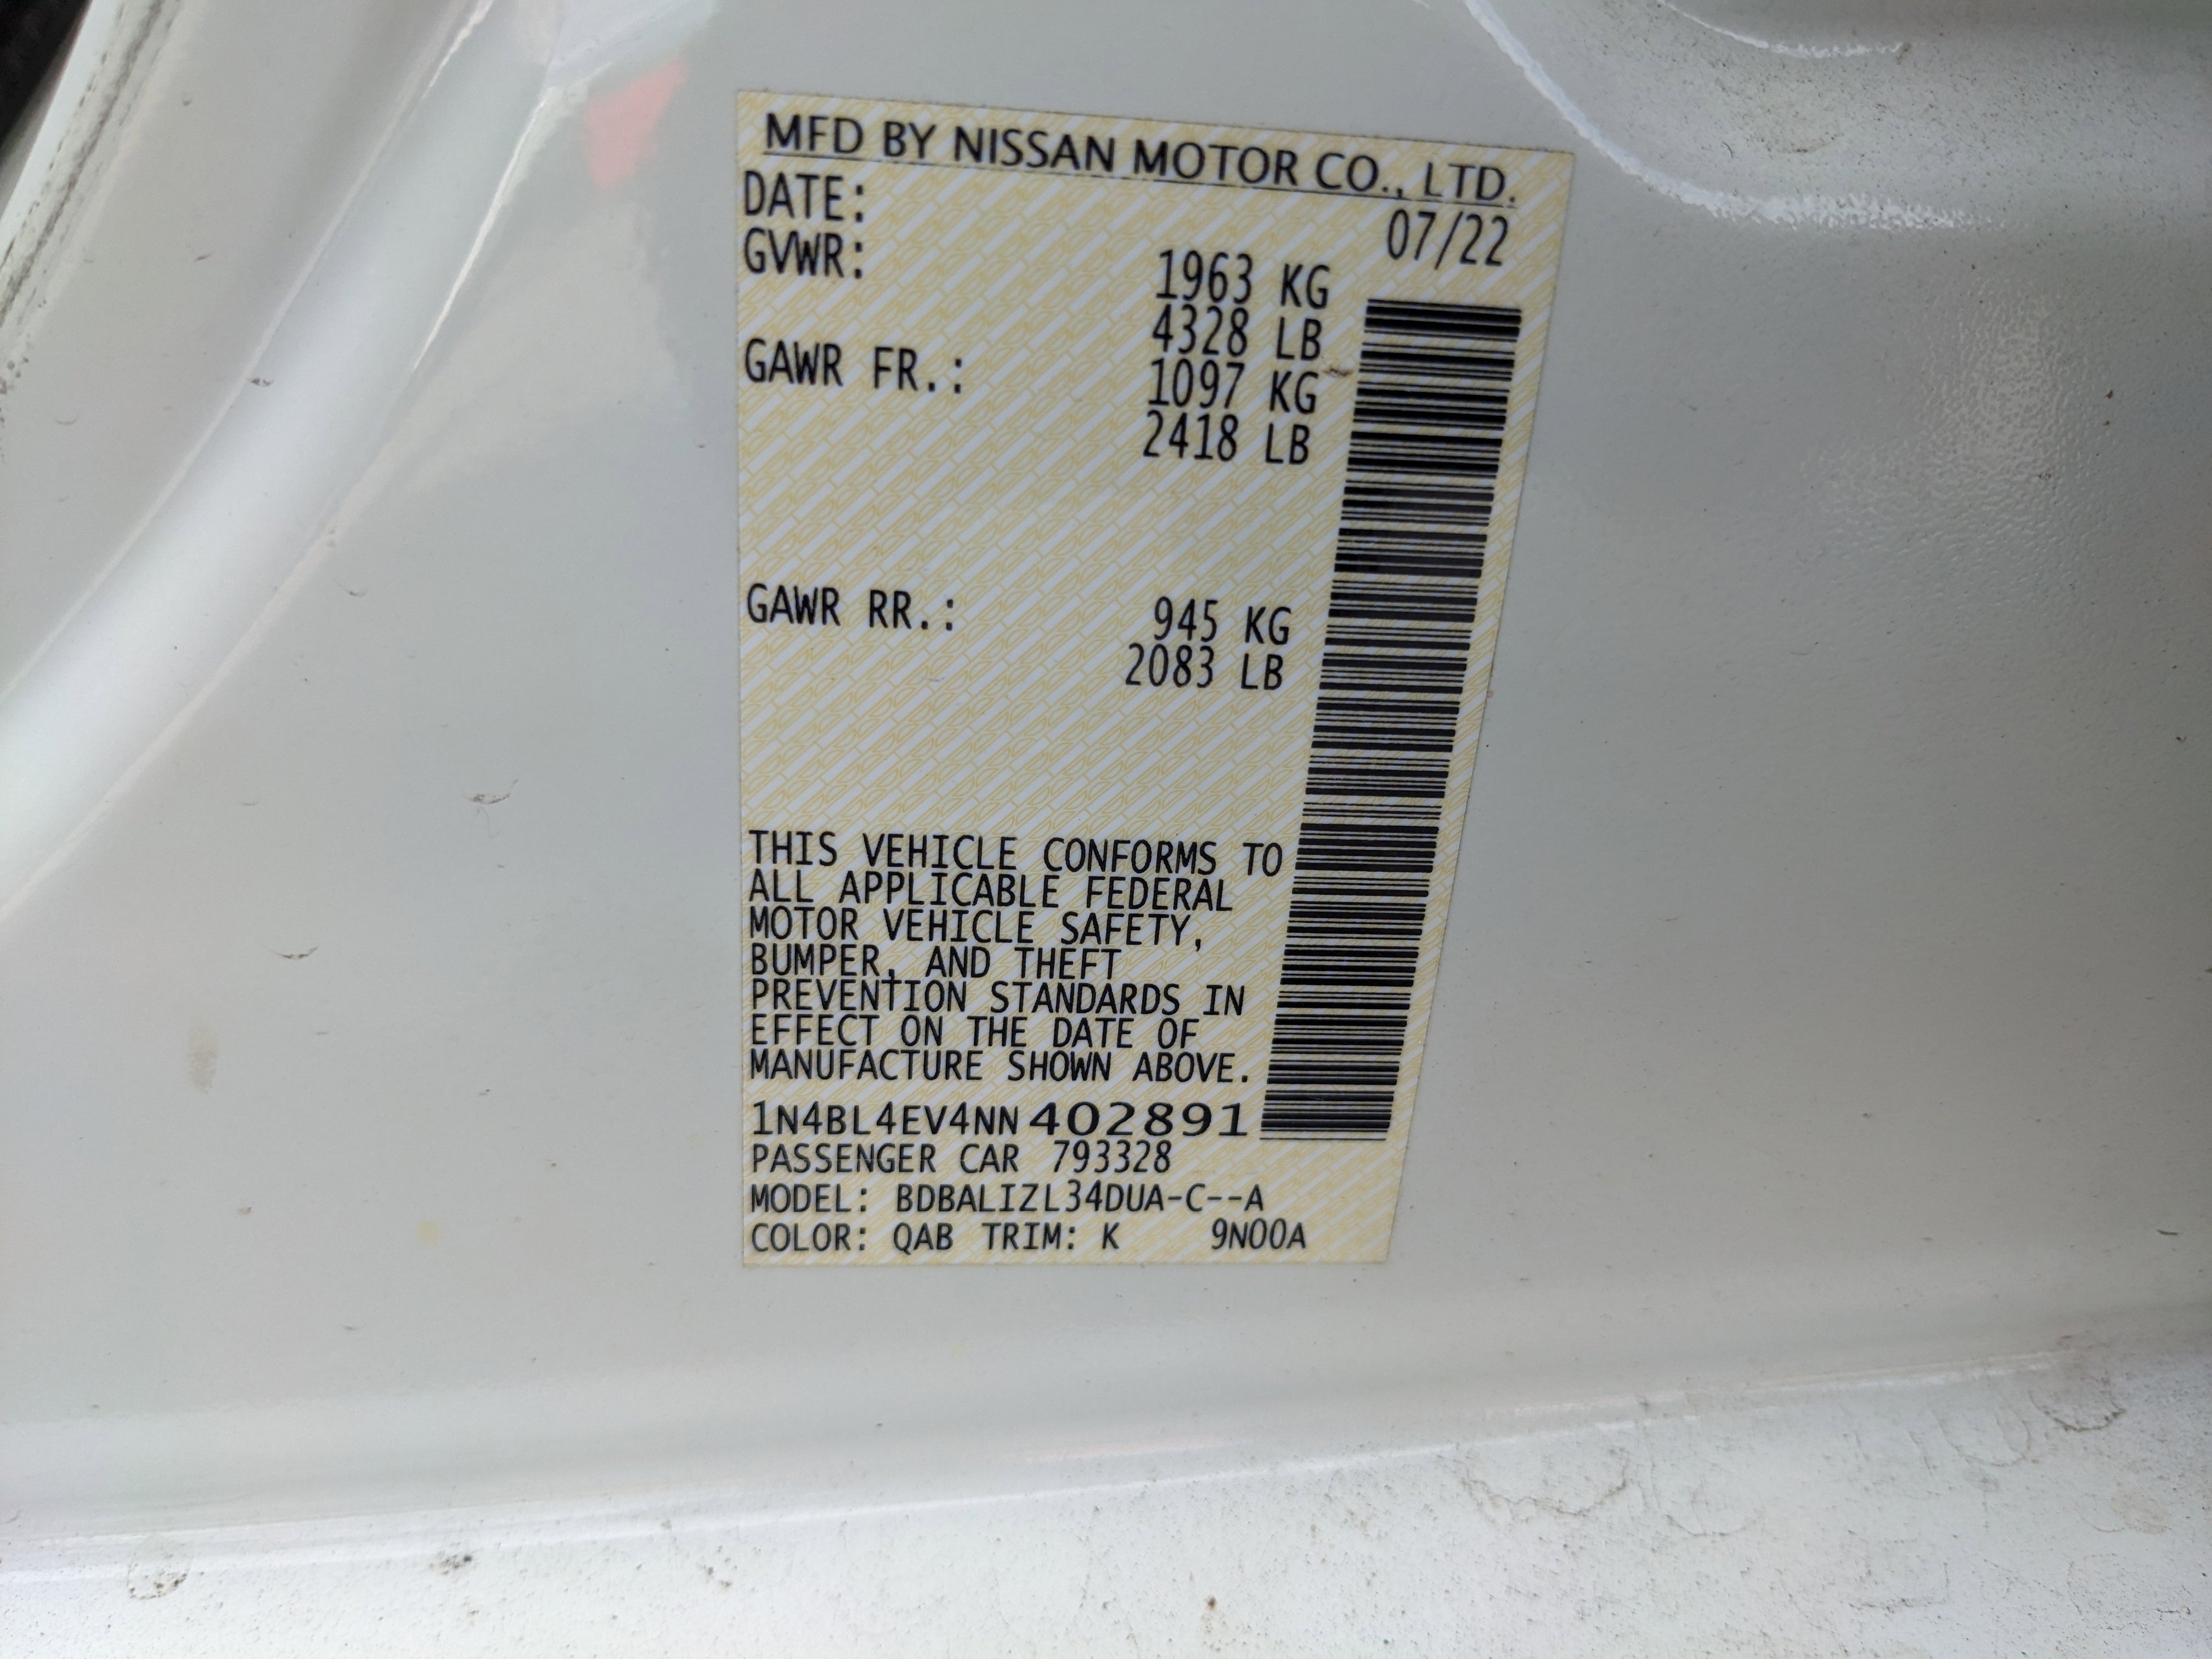 MFD BY NISSAN MOTOR CO., LTD.
DATE: 07/22
GVWR: 1963 KG
4328 LB
GAWR FR.: 1097 KG
2418 LB
GAWR RR.: 945 KG
2083 LB
THIS VEHICLE CONFORMS TO
ALL APPLICABLE FEDERAL
MOTOR VEHICLE SAFETY,
BUMPER, AND THEFT
PREVENTION STANDARDS IN
EFFECT ON THE DATE OF
MANUFACTURE SHOWN ABOVE.
1N4BL4EV4NN402891
PASSENGER CAR 793328
MODEL: BDBALIZL34DUA-C--A
COLOR: QAB TRIM: K 9N00A